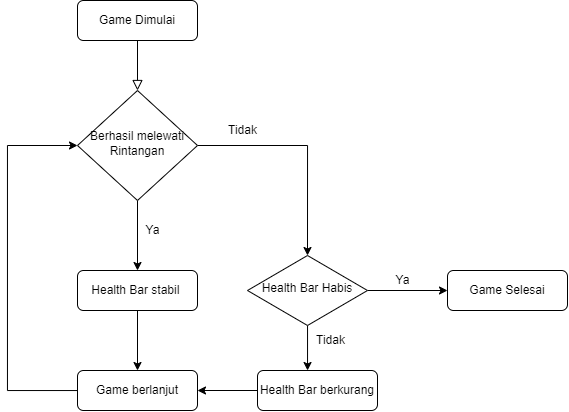 Game Dimulai
Berhasil melewati
Rintangan
Tidak
Ya
Health Bar stabil
Health Bar Habis
Ya
Game Selesai
Tidak
Game berlanjut
Health Bar berkurang